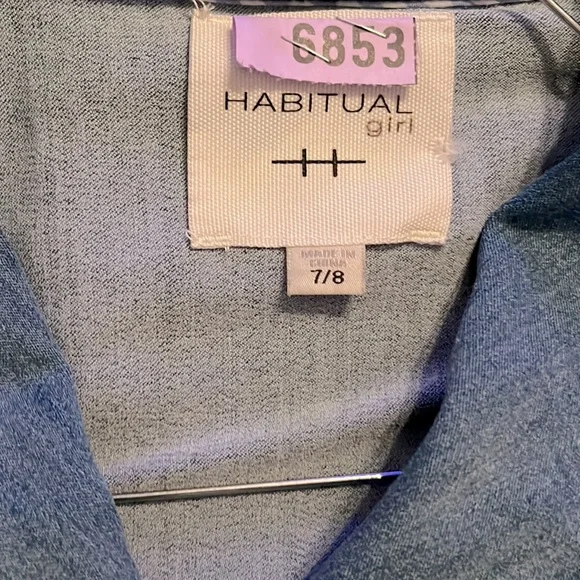 6853
HABITUAL
girl
MADE IN
CHINA
7/8